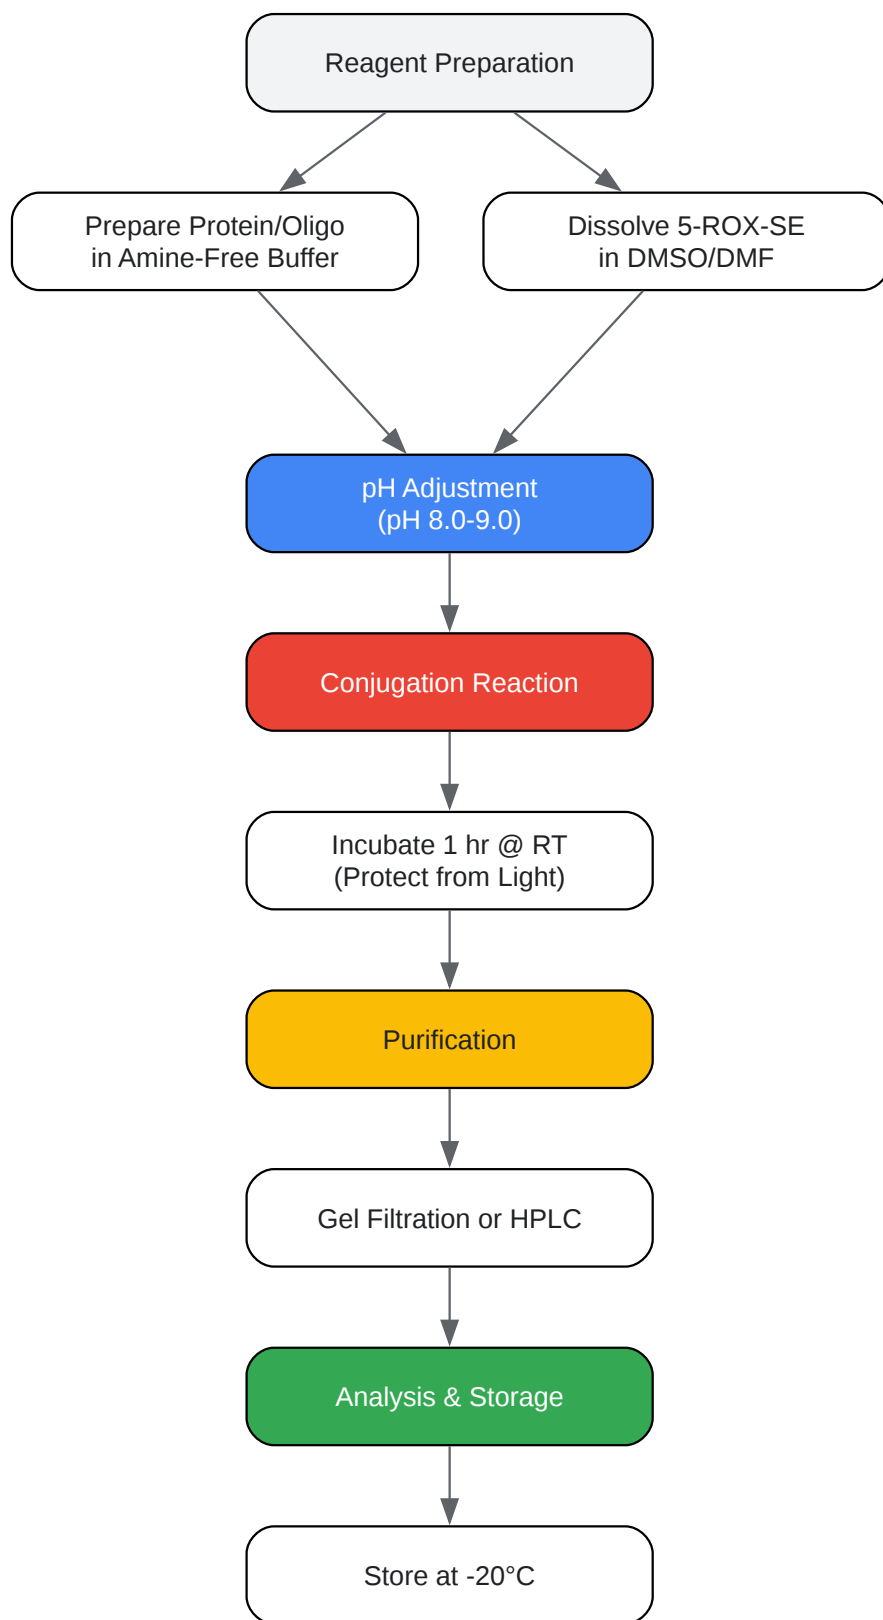 Reagent Preparation
Prepare Protein/Oligo
in Amine-Free Buffer
Dissolve 5-ROX-SE
in DMSO/DMF
pH Adjustment
(pH 8.0-9.0)
Conjugation Reaction
Incubate 1 hr @ RT
(Protect from Light)
Purification
Gel Filtration or HPLC
Analysis & Storage
Store at -20°C